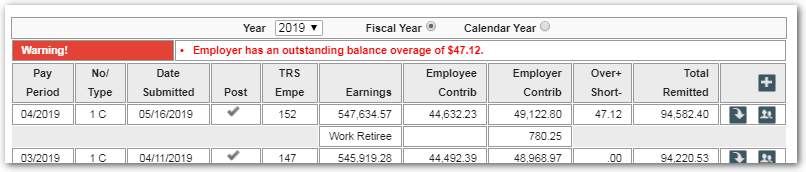 Year 2019 Fiscal Year Calendar Year
Warning! • Employer has an outstanding balance overage of $47.12.
Pay No/ Date TRS Employee Employer Over+ Total
Period Type Submitted Post Empe Earnings Contrib Contrib Short- Remitted
04/2019 1 C 05/16/2019 152 547,634.57 44,632.23 49,122.80 47.12 94,582.40
Work Retiree 780.25
03/2019 1 C 04/11/2019 147 545,919.28 44,492.39 48,968.97 .00 94,220.53